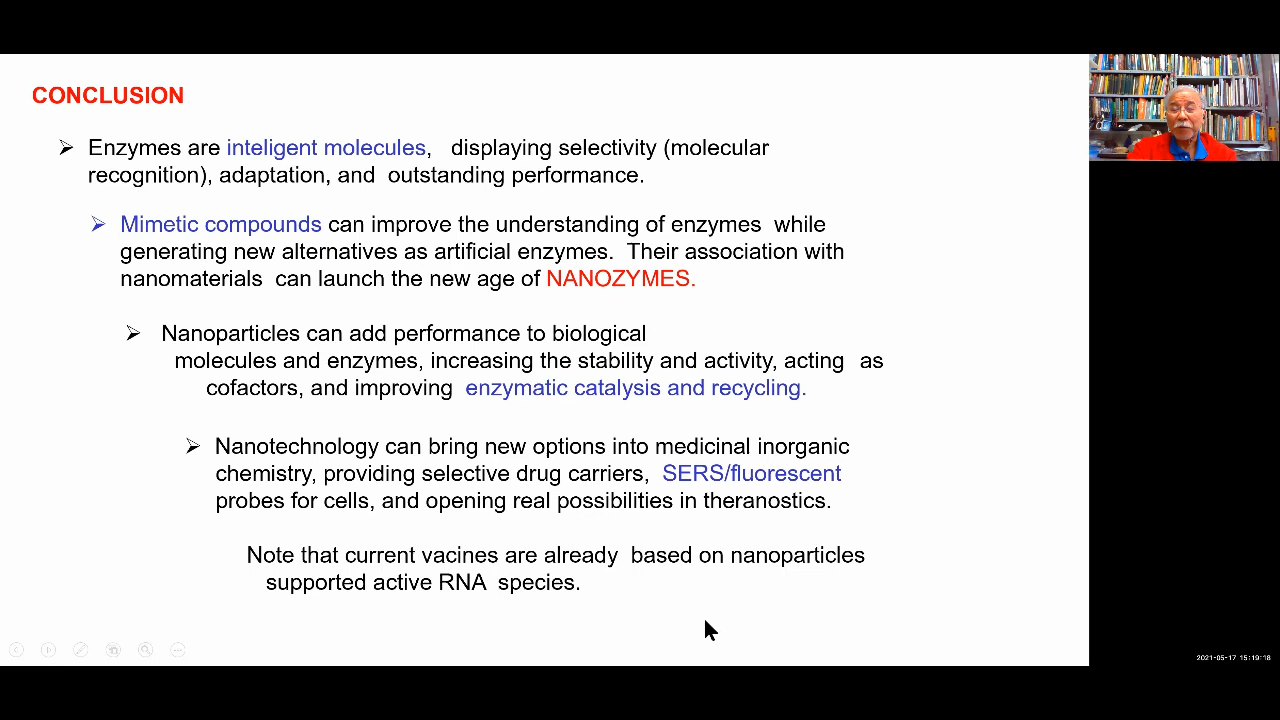 CONCLUSION
Enzymes are inteligent molecules, displaying selectivity (molecular
recognition), adaptation, and outstanding performance.
Mimetic compounds can improve the understanding of enzymes while
generating new alternatives as artificial enzymes. Their association with
nanomaterials can launch the new age of NANOZYMES.
Nanoparticles can add performance to biological
molecules and enzymes, increasing the stability and activity, acting as
cofactors, and improving enzymatic catalysis and recycling.
Nanotechnology can bring new options into medicinal inorganic
chemistry, providing selective drug carriers, SERS/fluorescent
probes for cells, and opening real possibilities in theranostics.
Note that current vacines are already based on nanoparticles
supported active RNA species.
2021-05-17 15:19:18